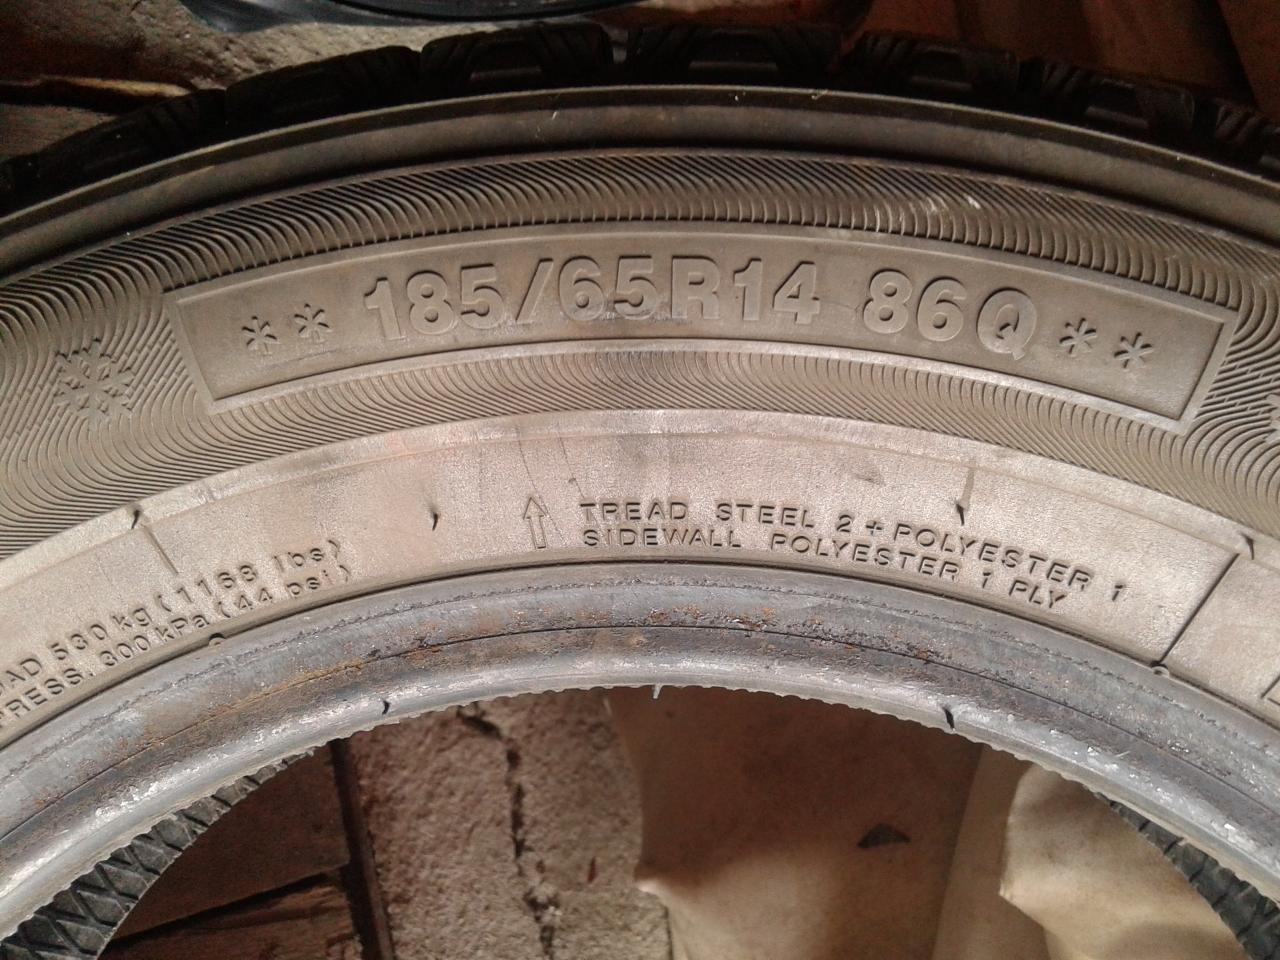 * * 185/65R14 86Q * *
TREAD STEEL 2 + POLYESTER 1
SIDEWALL POLYESTER 1 PLY
530 kg (1168 lbs)
300 kPa (44 psi)